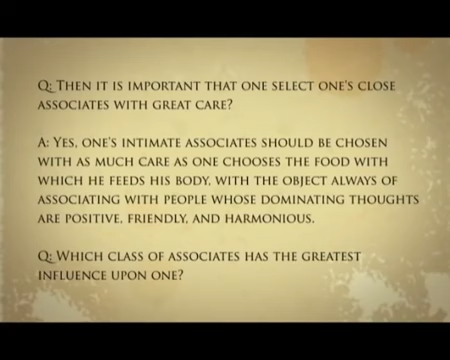 Q: Then it is important that one select one's close
associates with great care?
A: Yes, one's intimate associates should be chosen
with as much care as one chooses the food with
which he feeds his body, with the object always of
associating with people whose dominating thoughts
are positive, friendly, and harmonious.
Q: Which class of associates has the greatest
influence upon one?